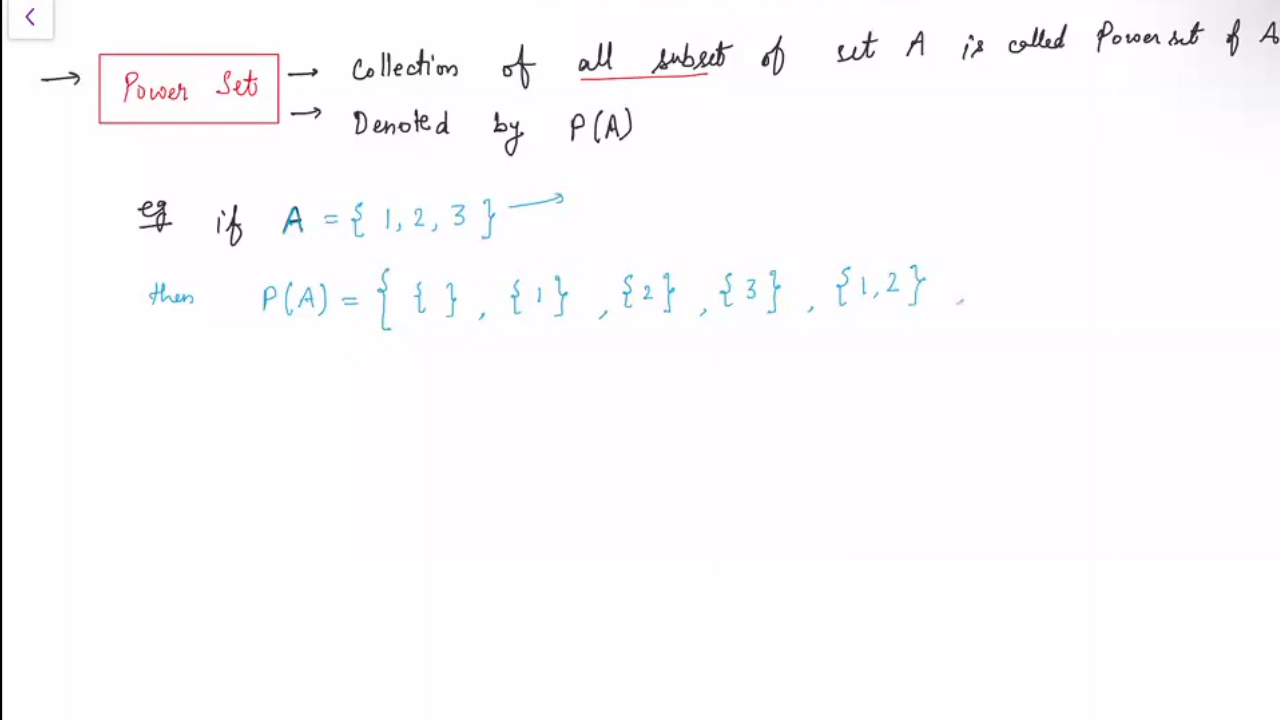 → Power Set → Collection of all subset of set A is called Power set of A
→ Denoted by P(A)
eg if A = { 1, 2, 3 } →
then P(A) = { { } , {1} , {2} , {3} , {1,2} ,